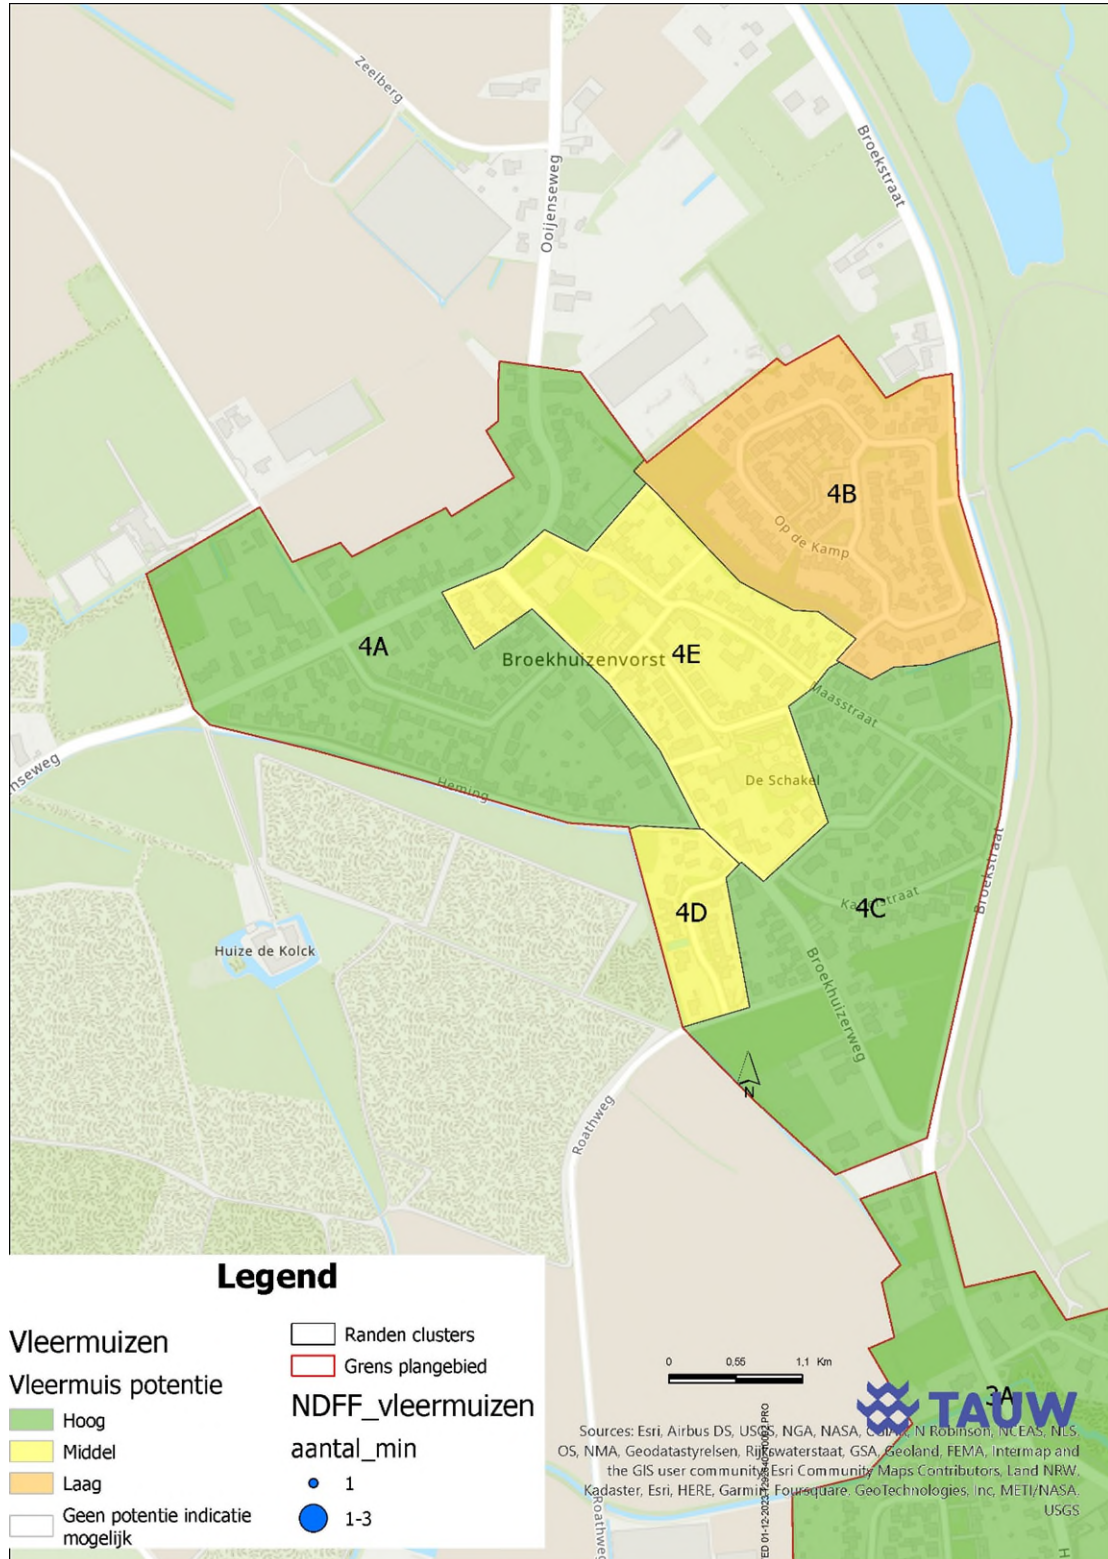 Zeelberg
Broekstraat
Ooijenseweg
4B
Op de Kamp
4A
Broekhuizenvorst
4E
Maasstraat
nseweg
Heming
De Schakel
Broekstraat
4D
4C
Huize de Kolck
Broekhuizerweg
N
Roathweg
Legend
Vleermuizen
Vleermuis potentie
Hoog
Middel
Laag
Geen potentie indicatie
mogelijk
Randen clusters
Grens plangebied
NDFF_vleermuizen
aantal_min
1
1-3
0 0,55 1,1 Km
3A
TAUW
Sources: Esri, Airbus DS, USGS, NGA, NASA, CGIAR, N Robinson, NCEAS, NLS,
OS, NMA, Geodatastyrelsen, Rijkswaterstaat, GSA, Geoland, FEMA, Intermap and
the GIS user community, Esri Community Maps Contributors, Land NRW,
Kadaster, Esri, HERE, Garmin, Foursquare, GeoTechnologies, Inc, METI/NASA,
USGS
Roathweg
H